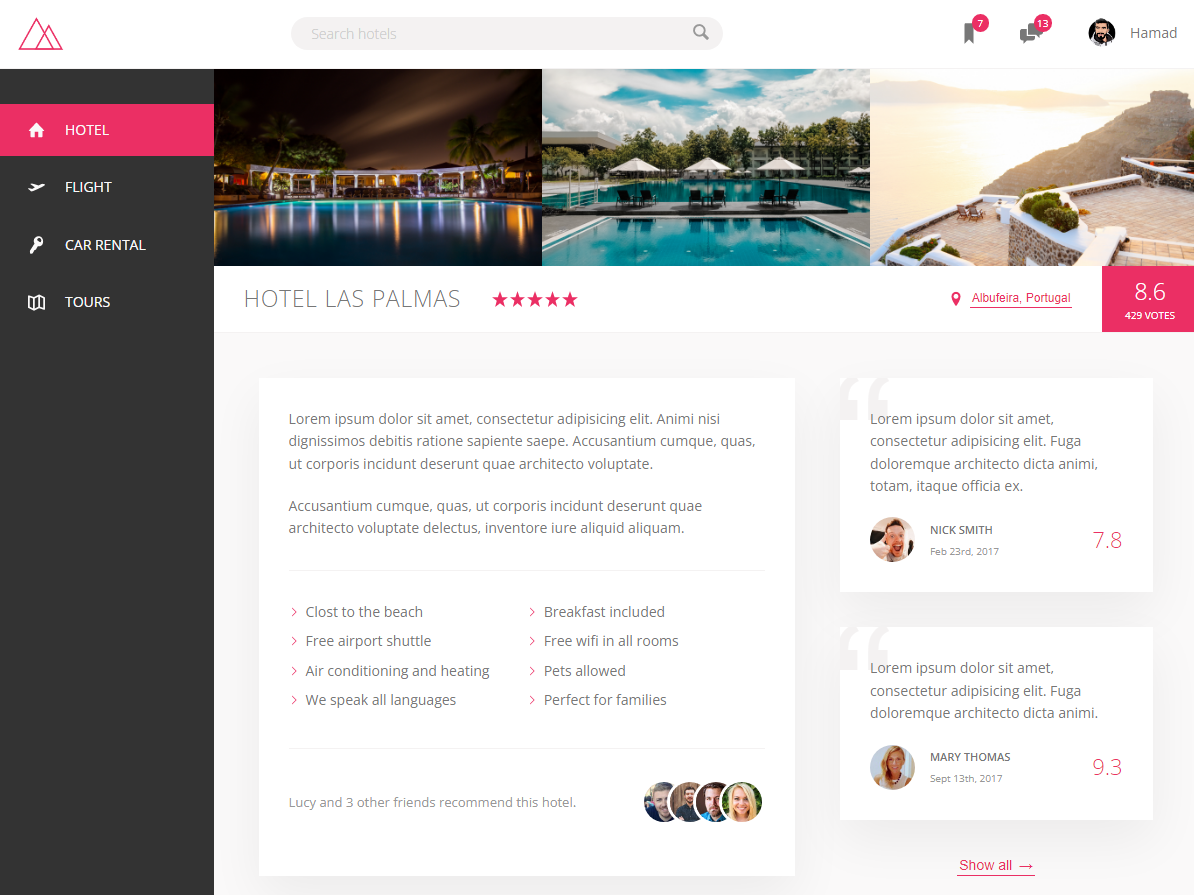 Search hotels
7
13
Hamad
HOTEL
FLIGHT
CAR RENTAL
TOURS
HOTEL LAS PALMAS
Albufeira, Portugal
8.6
429 VOTES
Lorem ipsum dolor sit amet, consectetur adipisicing elit. Animi nisi
dignissimos debitis ratione sapiente saepe. Accusantium cumque, quas,
ut corporis incidunt deserunt quae architecto voluptate.
Accusantium cumque, quas, ut corporis incidunt deserunt quae
architecto voluptate delectus, inventore iure aliquid aliquam.
Clost to the beach
Breakfast included
Free airport shuttle
Free wifi in all rooms
Air conditioning and heating
Pets allowed
We speak all languages
Perfect for families
Lucy and 3 other friends recommend this hotel.
“
Lorem ipsum dolor sit amet,
consectetur adipisicing elit. Fuga
doloremque architecto dicta animi,
totam, itaque officia ex.
NICK SMITH
Feb 23rd, 2017
7.8
“
Lorem ipsum dolor sit amet,
consectetur adipisicing elit. Fuga
doloremque architecto dicta animi.
MARY THOMAS
Sept 13th, 2017
9.3
Show all →